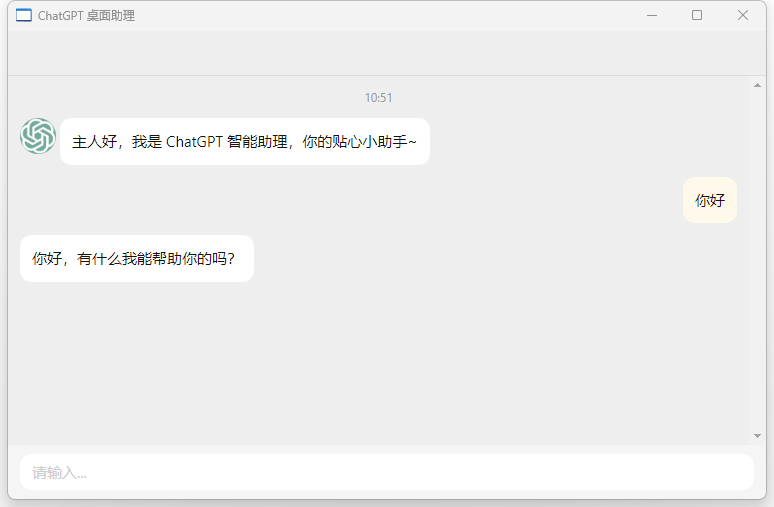 ChatGPT 桌面助理
10:51
主人好，我是 ChatGPT 智能助理，你的贴心小助手~
你好
你好，有什么我能帮助你的吗？
请输入...